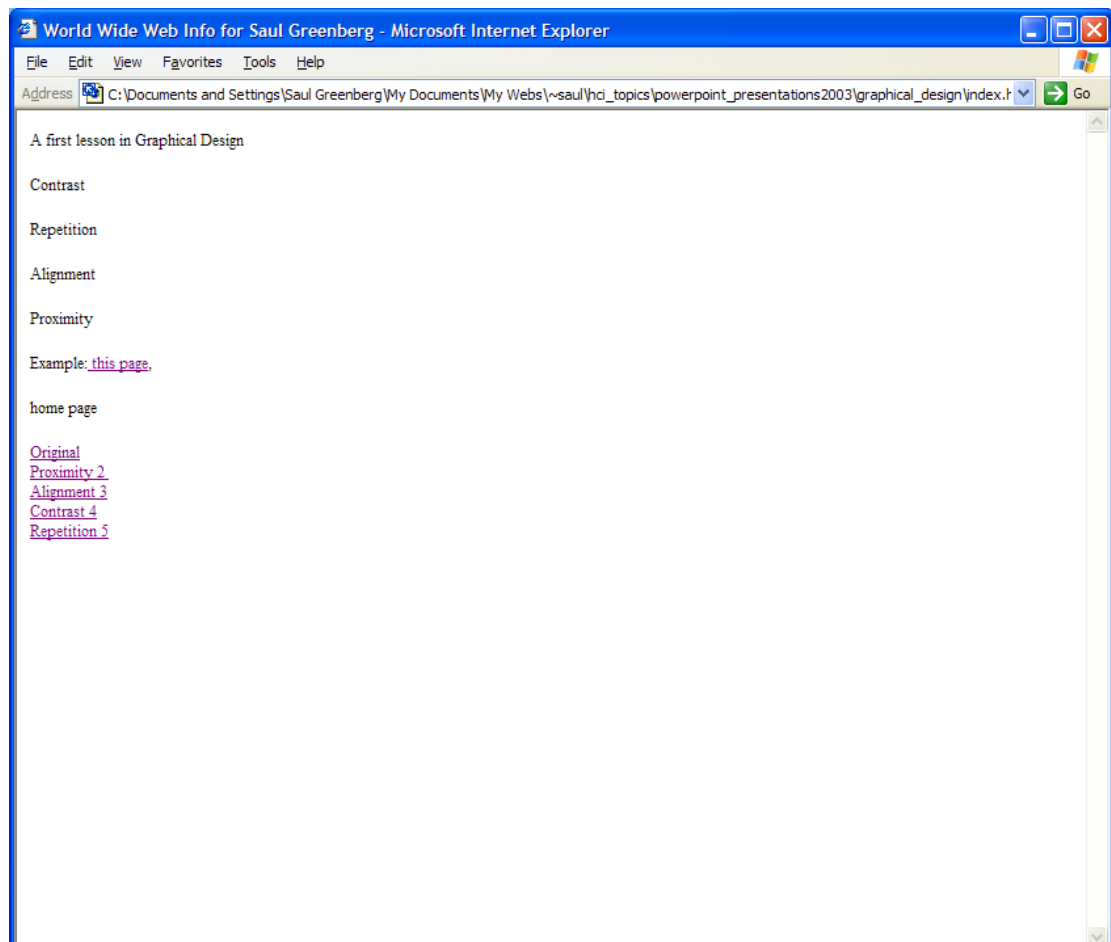 World Wide Web Info for Saul Greenberg - Microsoft Internet Explorer
File Edit View Favorites Tools Help
Address C:\Documents and Settings\Saul Greenberg\My Documents\My Webs\~saul\hci_topics\powerpoint_presentations2003\graphical_design\index.h Go
A first lesson in Graphical Design
Contrast
Repetition
Alignment
Proximity
Example: this page,
home page
Original
Proximity 2
Alignment 3
Contrast 4
Repetition 5